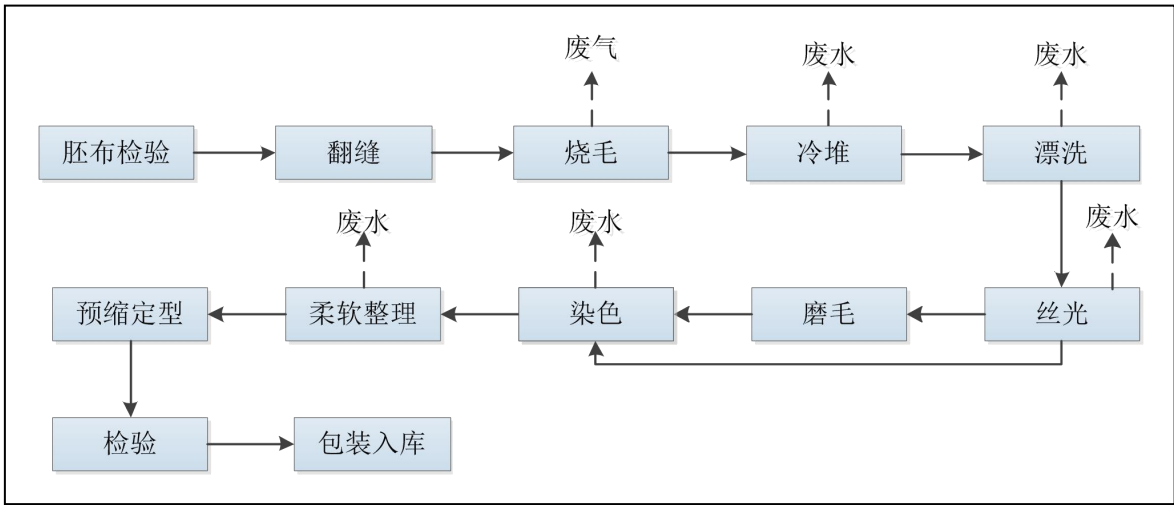 废气
废水
废水
胚布检验
翻缝
烧毛
冷堆
漂洗
废水
废水
废水
预缩定型
柔软整理
染色
磨毛
丝光
检验
包装入库